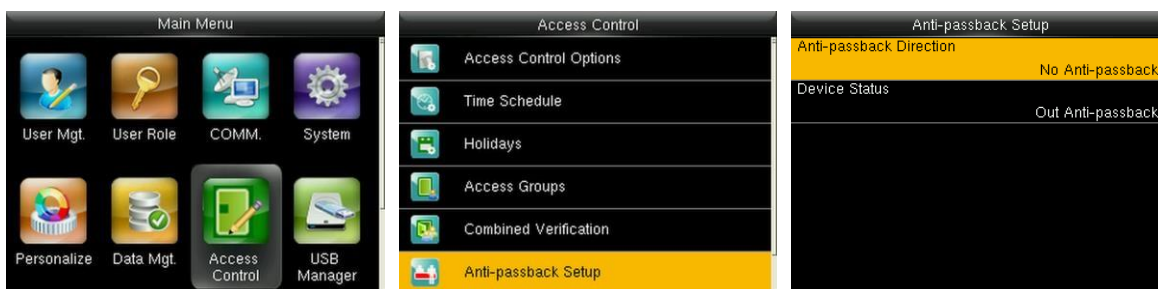 Main Menu
User Mgt.
User Role
COMM.
System
Personalize
Data Mgt.
Access
Control
USB
Manager
Access Control
Access Control Options
Time Schedule
Holidays
Access Groups
Combined Verification
Anti-passback Setup
Anti-passback Setup
Anti-passback Direction
No Anti-passback
Device Status
Out Anti-passback